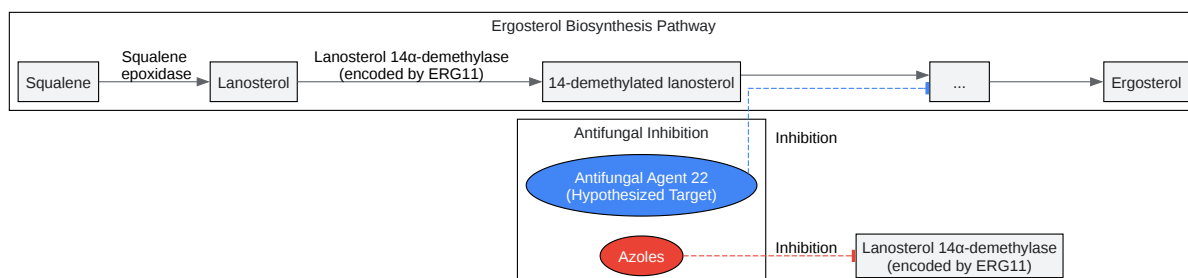 Ergosterol Biosynthesis Pathway
Squalene
Squalene
epoxidase
Lanosterol
Lanosterol 14α-demethylase
(encoded by ERG11)
14-demethylated lanosterol
...
Ergosterol
Antifungal Inhibition
Inhibition
Antifungal Agent 22
(Hypothesized Target)
Azoles
Inhibition
Lanosterol 14α-demethylase
(encoded by ERG11)